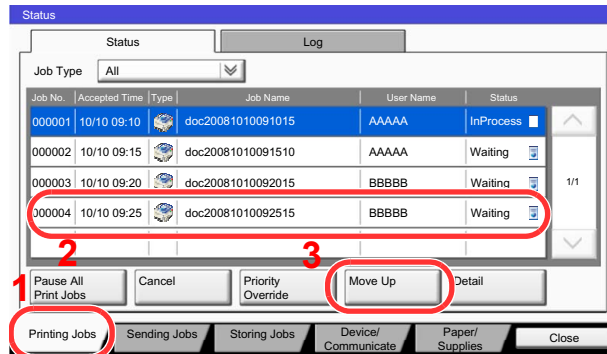 Status
Status Log
Job Type All
Job No. Accepted Time Type Job Name User Name Status
000001 10/10 09:10 doc20081010091015 AAAAA InProcess
000002 10/10 09:15 doc20081010091510 AAAAA Waiting
000003 10/10 09:20 doc20081010092015 BBBBB Waiting 1/1
000004 10/10 09:25 doc20081010092515 BBBBB Waiting
2 3
1 Pause All Print Jobs Cancel Priority Override Move Up Detail
Printing Jobs Sending Jobs Storing Jobs Device/ Communicate Paper/ Supplies Close